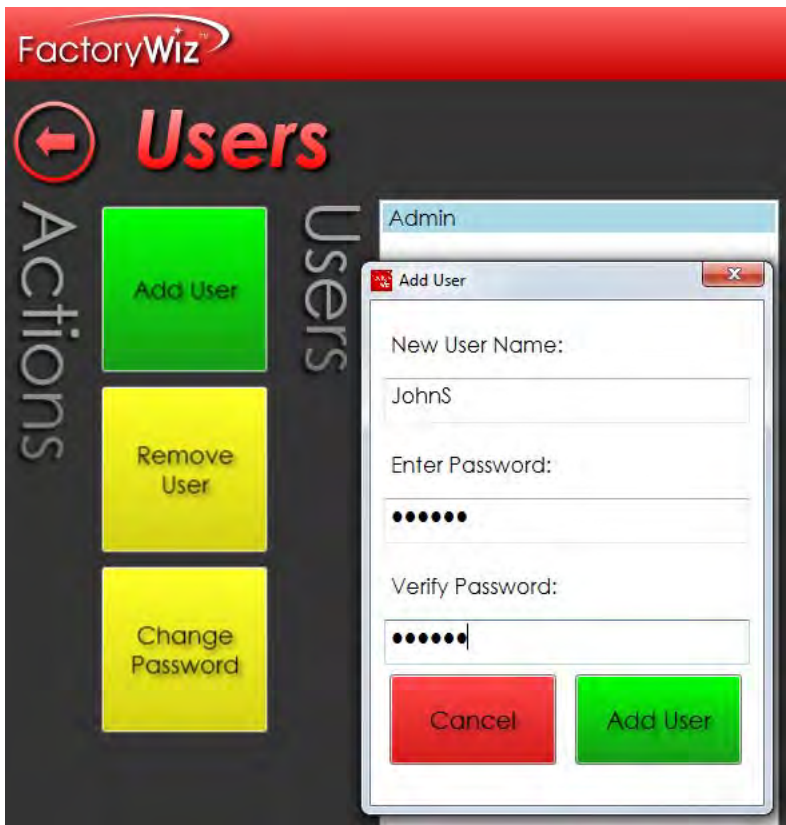 FactoryWiz™
Users
Actions
Add User
Remove
User
Change
Password
Users
Admin
Add User
New User Name:
JohnS
Enter Password:
●●●●●●
Verify Password:
●●●●●●
Cancel
Add User